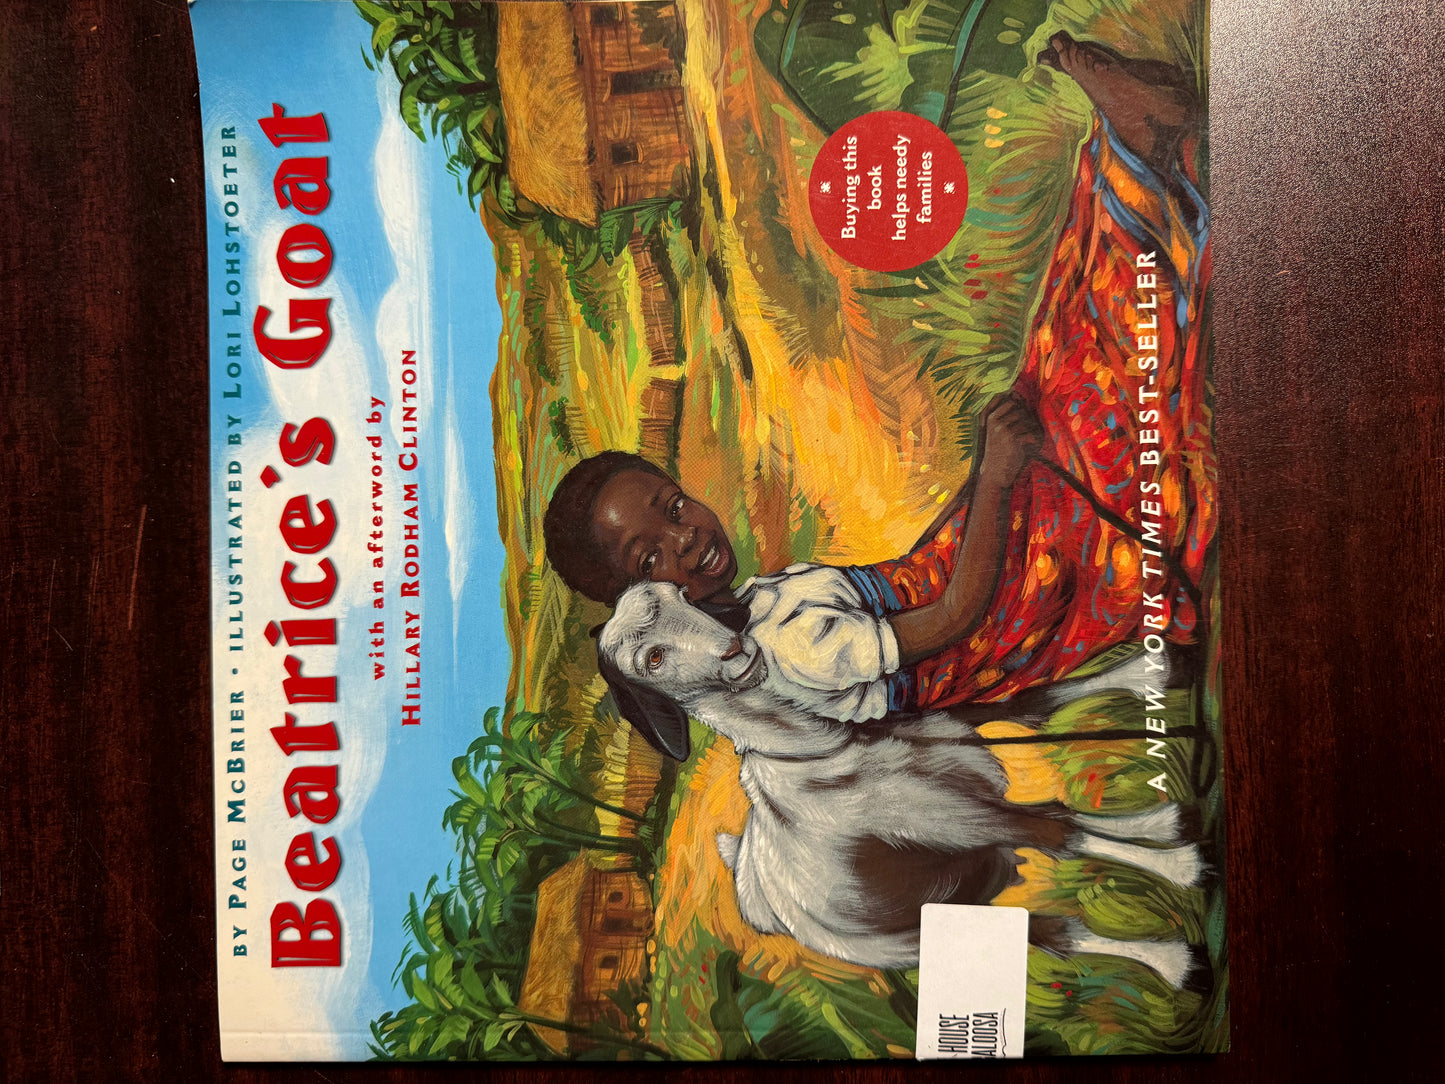 BY PAGE MCBRIER • ILLUSTRATED BY LORI LOHSTOETER
Beatrice's Goat
with an afterword by
HILLARY RODHAM CLINTON
Buying this
book
helps needy
families
A NEW YORK TIMES BEST-SELLER
HOUSE
ALOOSA